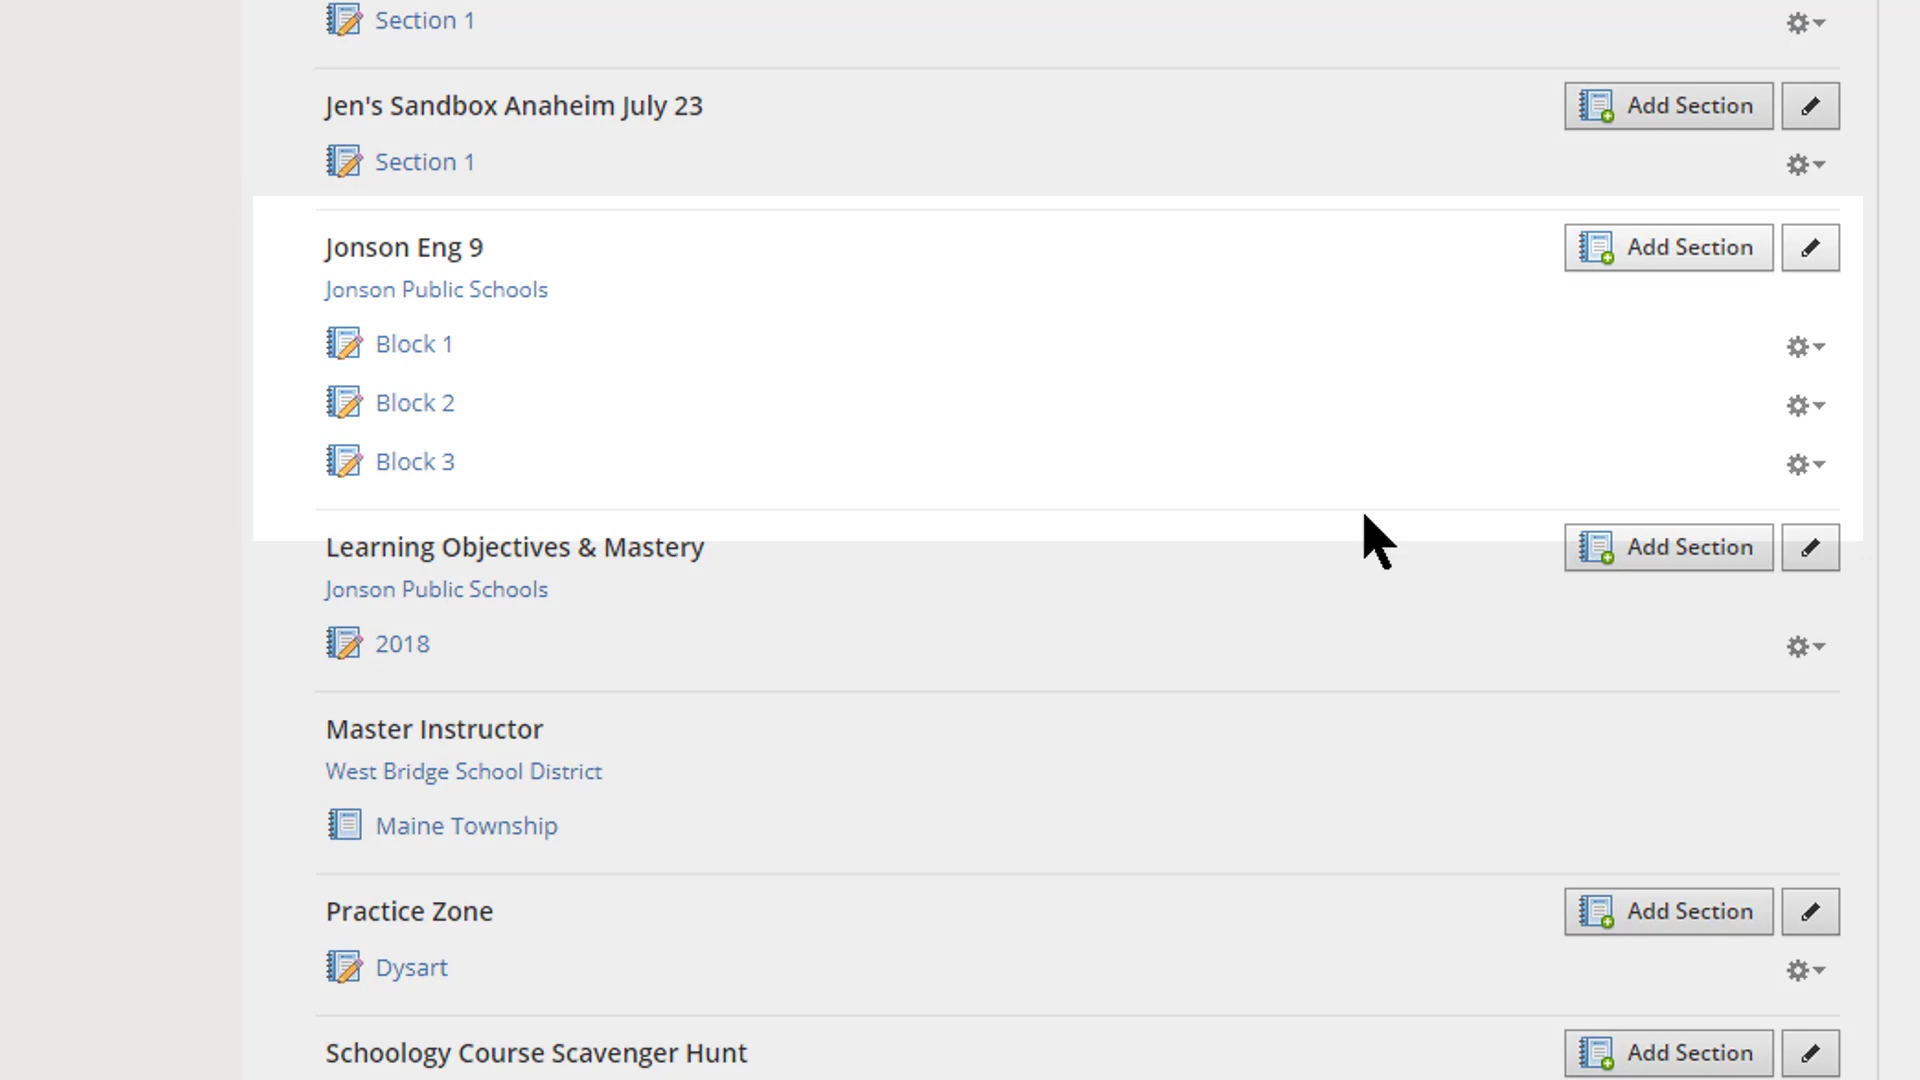 Section 1
Jen's Sandbox Anaheim July 23
Add Section
Section 1
Jonson Eng 9
Add Section
Jonson Public Schools
Block 1
Block 2
Block 3
Learning Objectives & Mastery
Add Section
Jonson Public Schools
2018
Master Instructor
West Bridge School District
Maine Township
Practice Zone
Add Section
Dysart
Schoology Course Scavenger Hunt
Add Section